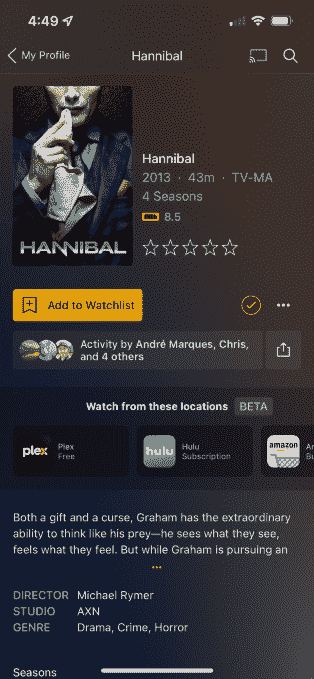 4:49
My Profile
Hannibal
HANNIBAL
Hannibal
2013 · 43m · TV-MA
4 Seasons
8.5
Add to Watchlist
Activity by André Marques, Chris,
and 4 others
Watch from these locations BETA
plex
Plex
Free
hulu
Hulu
Subscription
amazon
Both a gift and a curse, Graham has the extraordinary
ability to think like his prey—he sees what they see,
feels what they feel. But while Graham is pursuing an
...
DIRECTOR Michael Rymer
STUDIO AXN
GENRE Drama, Crime, Horror
Seasons